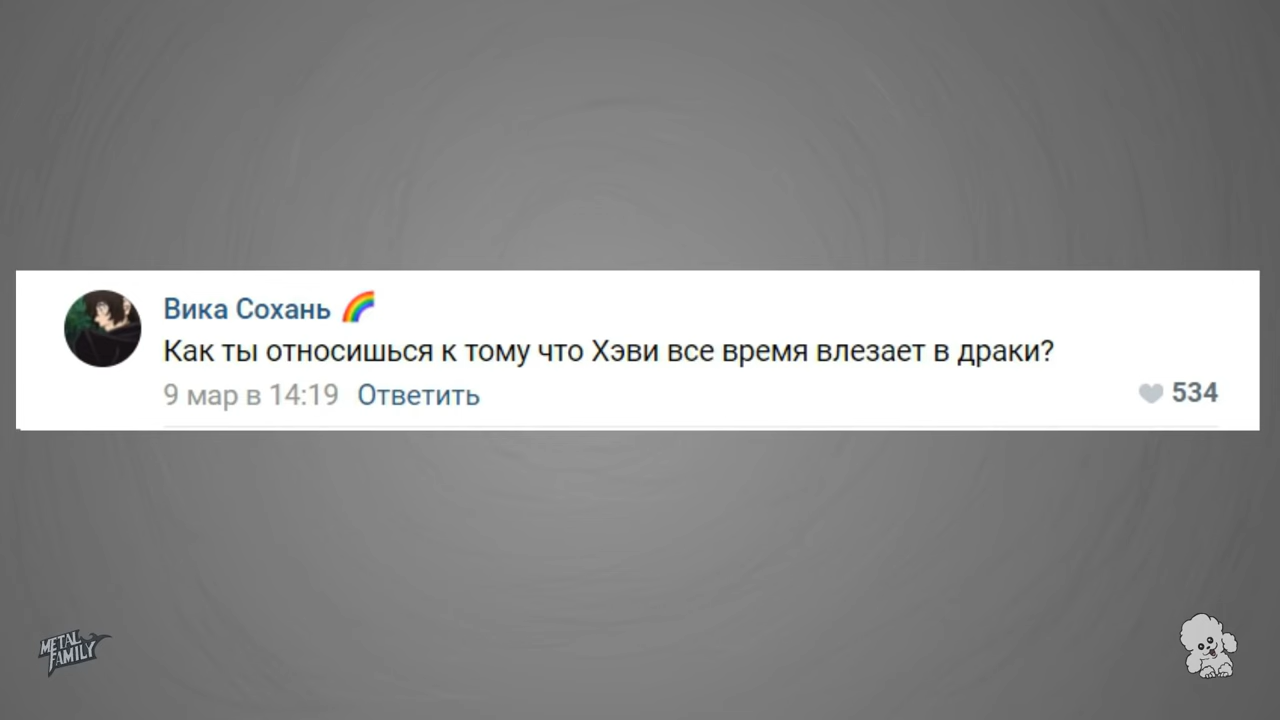 Вика Сохань 🌈
Как ты относишься к тому что Хэви все время влезает в драки?
9 мар в 14:19 Ответить
534
METAL
FAMILY